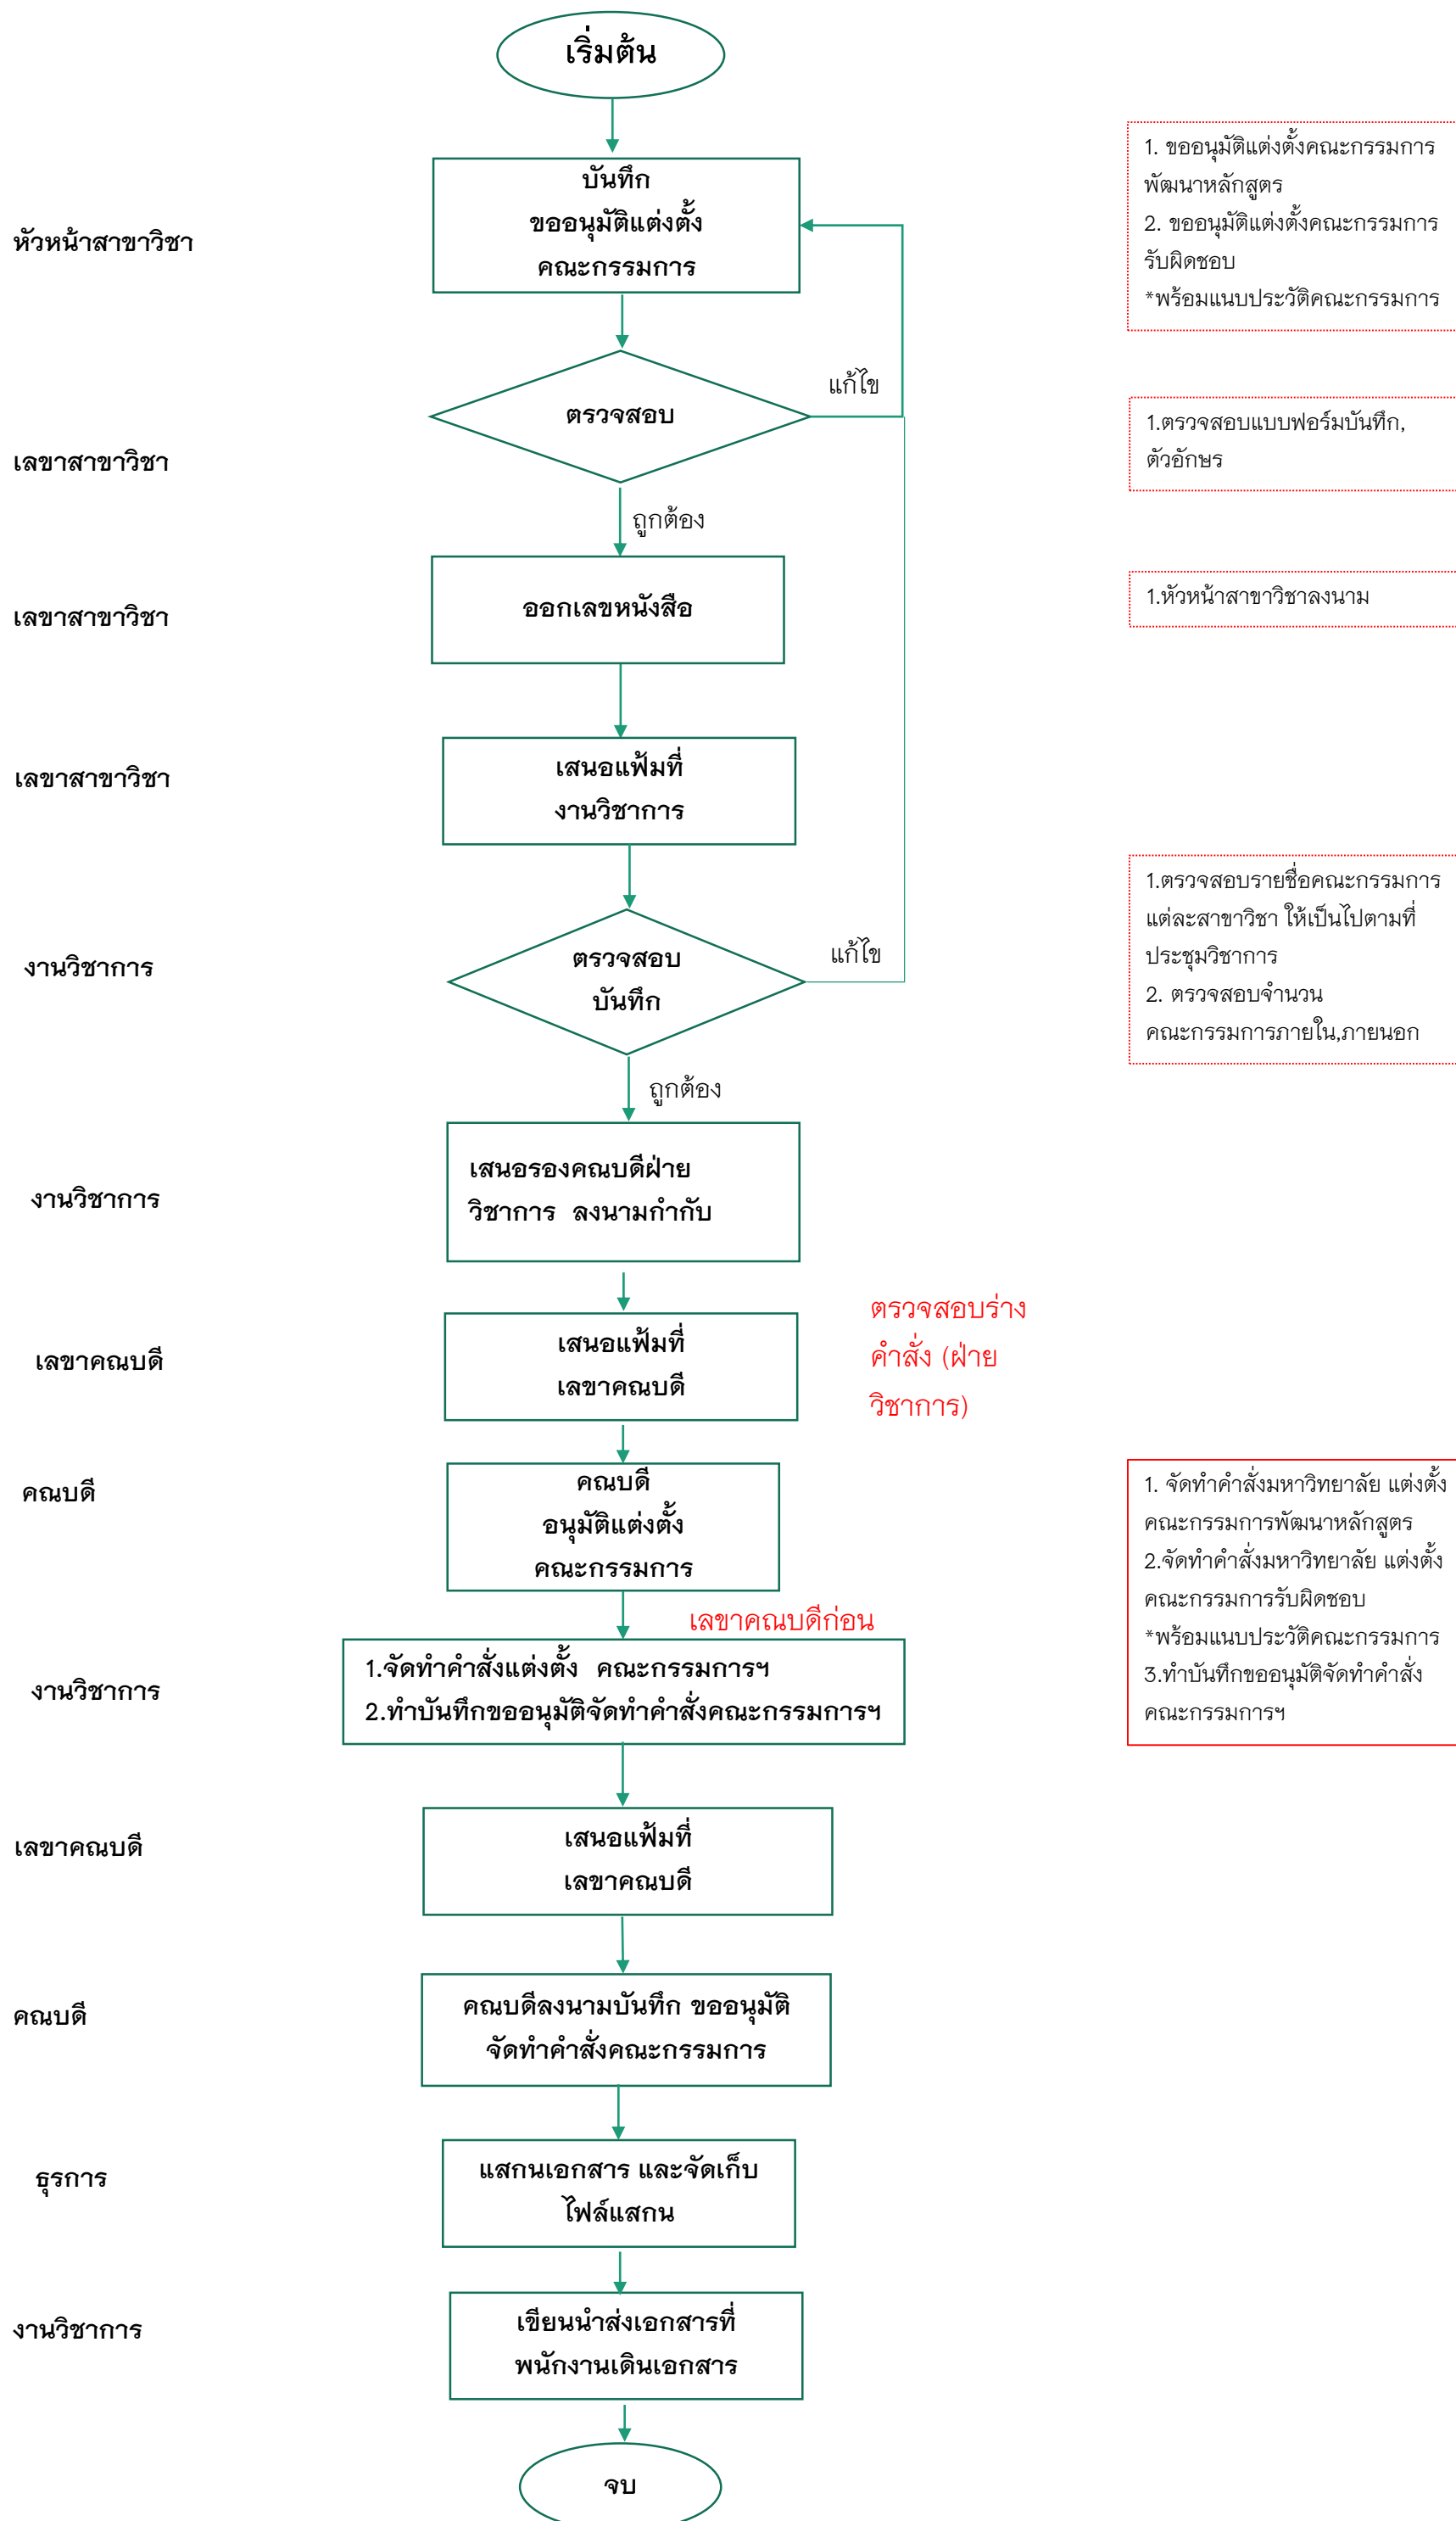 เริ่มต้น
หัวหน้าสาขาวิชา
บันทึก
ขออนุมัติแต่งตั้ง
คณะกรรมการ
1. ขออนุมัติแต่งตั้งคณะกรรมการ
พัฒนาหลักสูตร
2. ขออนุมัติแต่งตั้งคณะกรรมการ
รับผิดชอบ
*พร้อมแนบประวัติคณะกรรมการ
เลขาสาขาวิชา
ตรวจสอบ
แก้ไข
1.ตรวจสอบแบบฟอร์มบันทึก,
ตัวอักษร
ถูกต้อง
เลขาสาขาวิชา
ออกเลขหนังสือ
1.หัวหน้าสาขาวิชาลงนาม
เลขาสาขาวิชา
เสนอแฟ้มที่
งานวิชาการ
งานวิชาการ
ตรวจสอบ
บันทึก
แก้ไข
1.ตรวจสอบรายชื่อคณะกรรมการ
แต่ละสาขาวิชา ให้เป็นไปตามที่
ประชุมวิชาการ
2. ตรวจสอบจำนวน
คณะกรรมการภายใน,ภายนอก
ถูกต้อง
งานวิชาการ
เสนอรองคณบดีฝ่าย
วิชาการ  ลงนามกำกับ
เลขาคณบดี
เสนอแฟ้มที่
เลขาคณบดี
ตรวจสอบร่าง
คำสั่ง (ฝ่าย
วิชาการ)
คณบดี
คณบดี
อนุมัติแต่งตั้ง
คณะกรรมการ
เลขาคณบดีก่อน
1. จัดทำคำสั่งมหาวิทยาลัย แต่งตั้ง
คณะกรรมการพัฒนาหลักสูตร
2.จัดทำคำสั่งมหาวิทยาลัย แต่งตั้ง
คณะกรรมการรับผิดชอบ
*พร้อมแนบประวัติคณะกรรมการ
3.ทำบันทึกขออนุมัติจัดทำคำสั่ง
คณะกรรมการฯ
งานวิชาการ
1.จัดทำคำสั่งแต่งตั้ง  คณะกรรมการฯ
2.ทำบันทึกขออนุมัติจัดทำคำสั่งคณะกรรมการฯ
เลขาคณบดี
เสนอแฟ้มที่
เลขาคณบดี
คณบดี
คณบดีลงนามบันทึก ขออนุมัติ
จัดทำคำสั่งคณะกรรมการ
ธุรการ
แสกนเอกสาร และจัดเก็บ
ไฟล์แสกน
งานวิชาการ
เขียนนำส่งเอกสารที่
พนักงานเดินเอกสาร
จบ